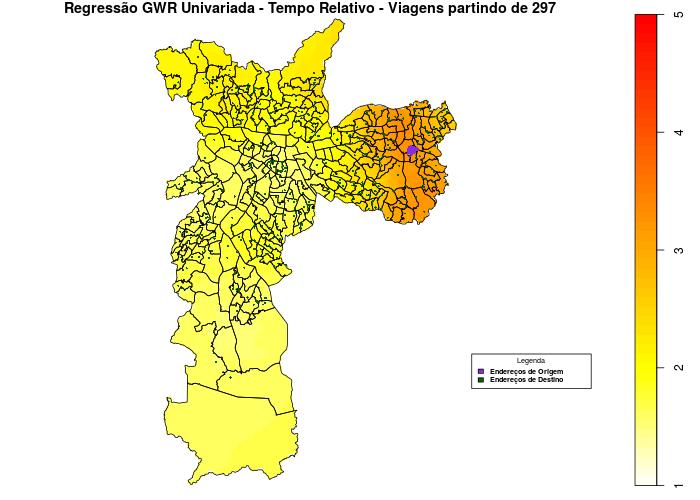 Regressão GWR Univariada - Tempo Relativo - Viagens partindo de 297
5
4
3
2
1
Legenda
Endereços de Origem
Endereços de Destino